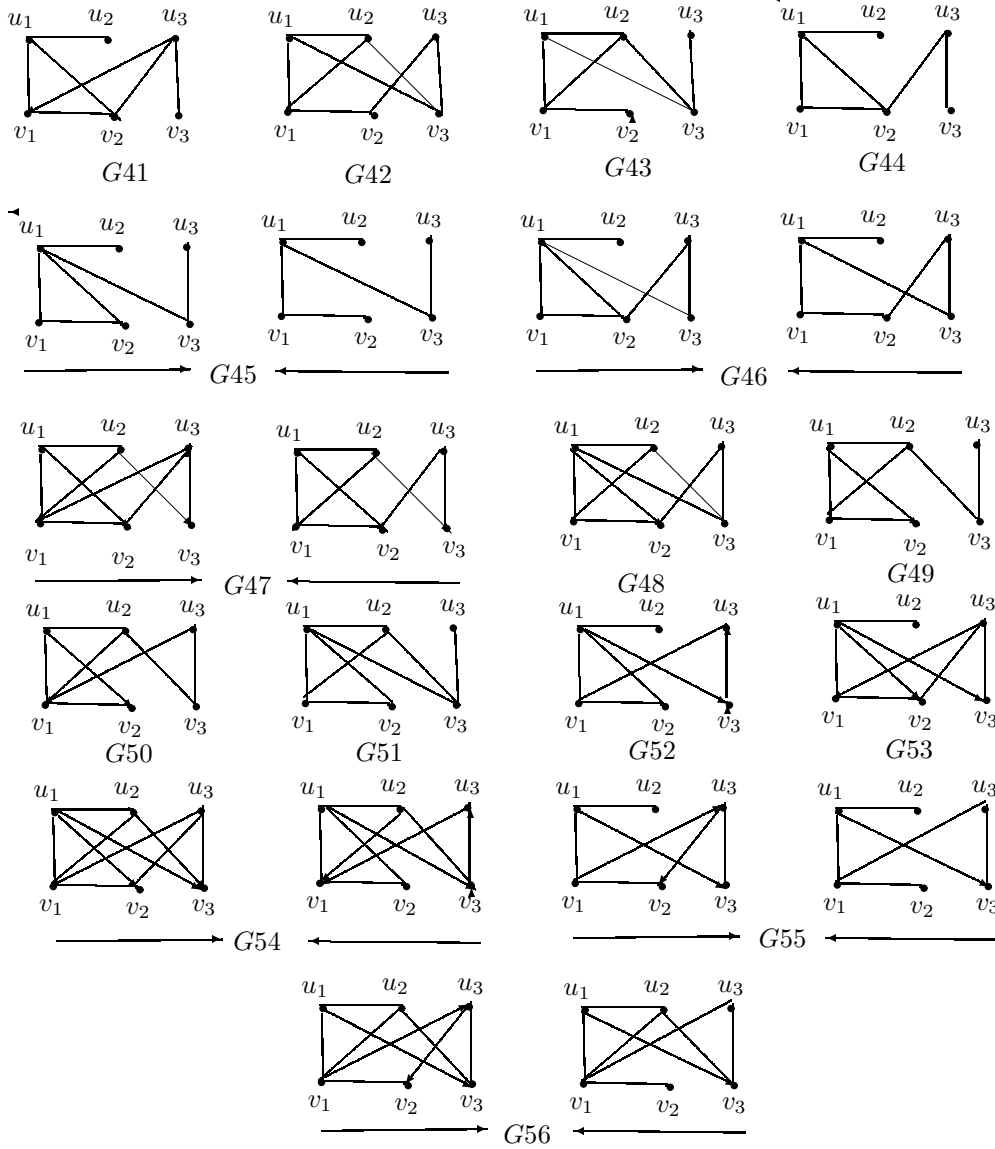 u1 u2 u3 u1 u2 u3 u1 u2 u3 u1 u2 u3
v1 v2 v3 v1 v2 v3 v1 v2 v3 v1 v2 v3
G41 G42 G43 G44
u1 u2 u3 u1 u2 u3 u1 u2 u3 u1 u2 u3
v1 v2 v3 v1 v2 v3 v1 v2 v3 v1 v2 v3
G45 G46
u1 u2 u3 u1 u2 u3 u1 u2 u3 u1 u2 u3
v1 v2 v3 v1 v2 v3 v1 v2 v3 v1 v2 v3
G47 G48 G49
u1 u2 u3 u1 u2 u3 u1 u2 u3 u1 u2 u3
v1 v2 v3 v1 v2 v3 v1 v2 v3 v1 v2 v3
G50 G51 G52 G53
u1 u2 u3 u1 u2 u3 u1 u2 u3 u1 u2 u3
v1 v2 v3 v1 v2 v3 v1 v2 v3 v1 v2 v3
G54 G55
u1 u2 u3 u1 u2 u3
v1 v2 v3 v1 v2 v3
G56